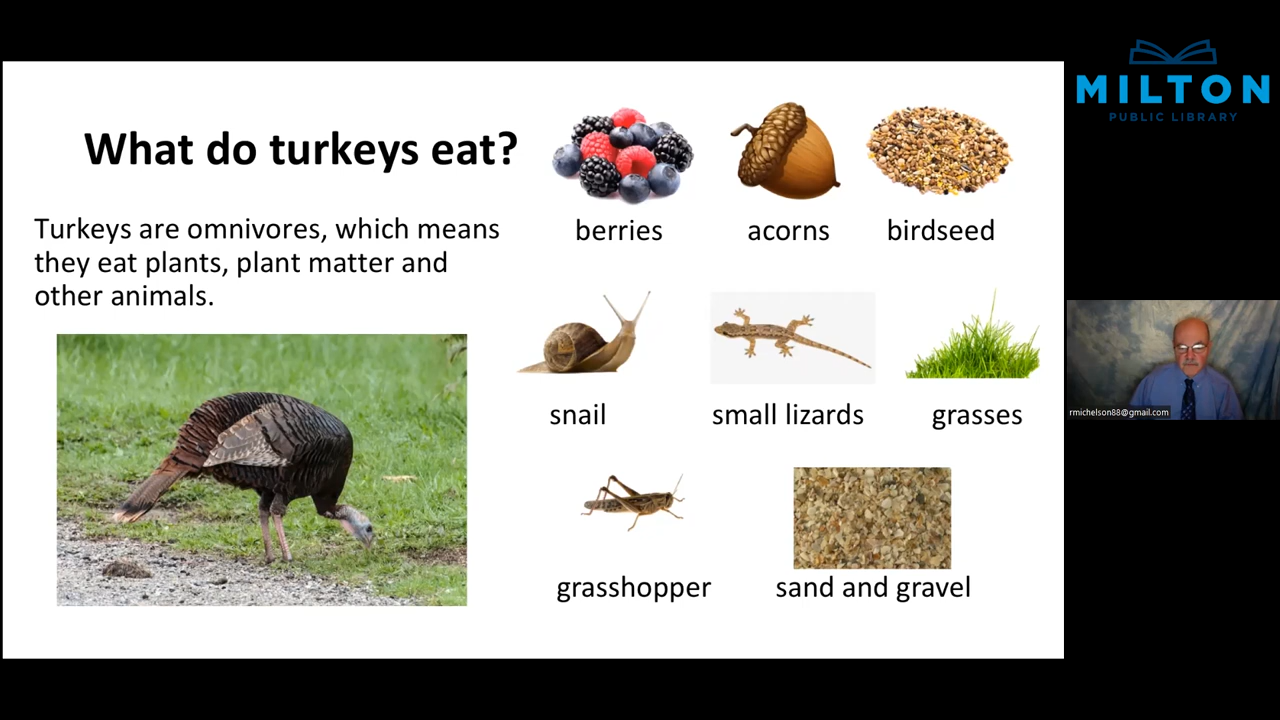 What do turkeys eat?
Turkeys are omnivores, which means
they eat plants, plant matter and
other animals.
berries
acorns
birdseed
snail
small lizards
grasses
grasshopper
sand and gravel
MILTON
PUBLIC LIBRARY
rmichelson88@gmail.com